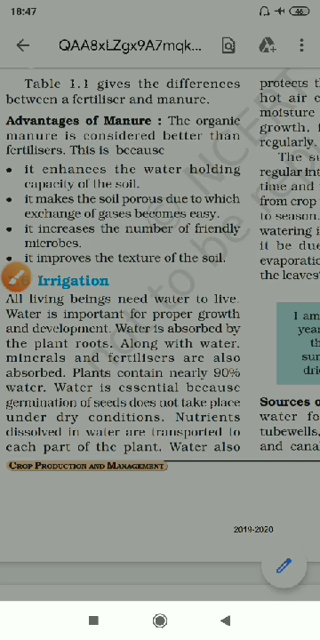 18:47
46
QAA8xLZgx9A7mqk...
Table 1.1 gives the differences
between a fertiliser and manure.
Advantages of Manure : The organic
manure is considered better than
fertilisers. This is because
• it enhances the water holding
capacity of the soil.
• it makes the soil porous due to which
exchange of gases becomes easy.
• it increases the number of friendly
microbes.
• it improves the texture of the soil.
Irrigation
All living beings need water to live.
Water is important for proper growth
and development. Water is absorbed by
the plant roots. Along with water,
minerals and fertilisers are also
absorbed. Plants contain nearly 90%
water. Water is essential because
germination of seeds does not take place
under dry conditions. Nutrients
dissolved in water are transported to
each part of the plant. Water also
CROP PRODUCTION AND MANAGEMENT
protects
hot air
moisture
growth,
regularly.
The
regular
time and
from crop
to season.
watering
it be due
evaporatio
the leaves
I am
yea
th
su
dri
Sources o
water fo
tubewells,
and cana
2019-2020